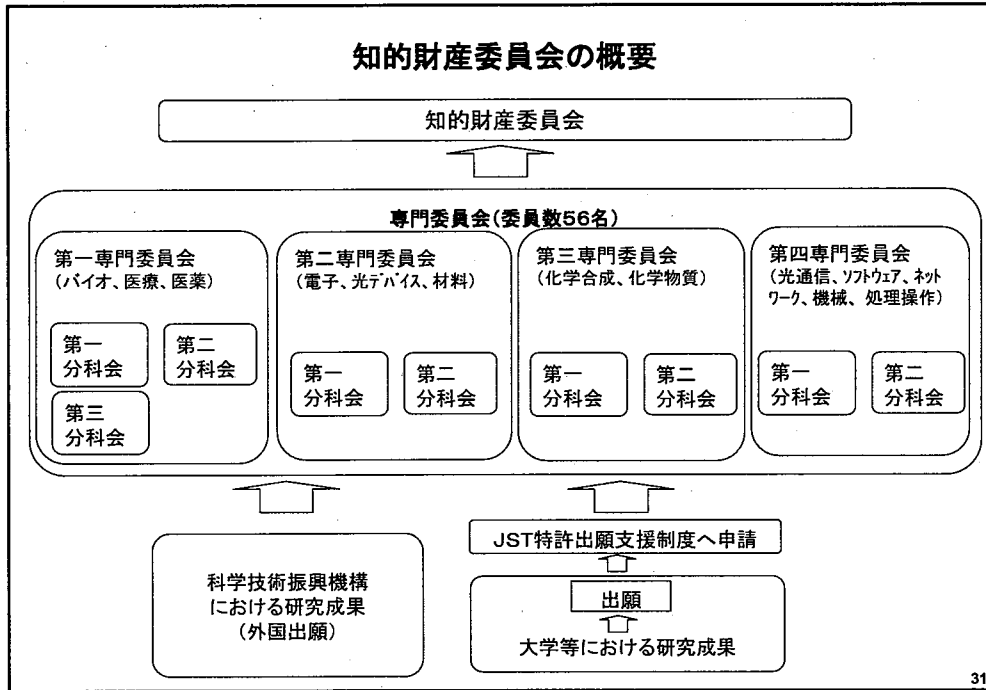 知的財産委員会の概要
知的財産委員会
専門委員会(委員数56名)
第一専門委員会
(バイオ、医療、医薬)
第一
分科会
第二
分科会
第三
分科会
第二専門委員会
(電子、光ﾃﾞﾊﾞｲｽ、材料)
第一
分科会
第二
分科会
第三専門委員会
(化学合成、化学物質)
第一
分科会
第二
分科会
第四専門委員会
(光通信、ｿﾌﾄｳｪｱ、ﾈｯﾄ
ﾜｰｸ、機械、処理操作)
第一
分科会
第二
分科会
科学技術振興機構
における研究成果
(外国出願)
JST特許出願支援制度へ申請
出願
大学等における研究成果
31